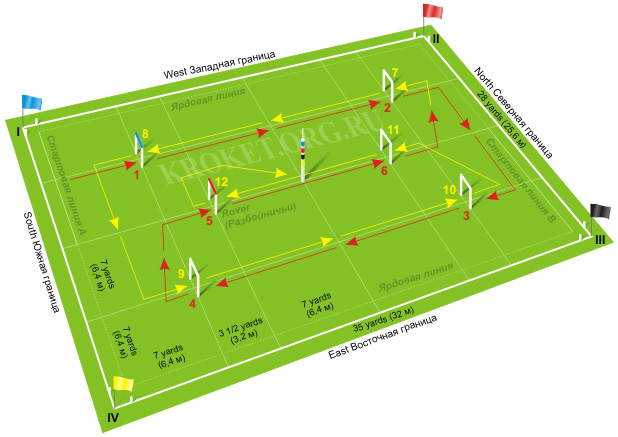 II
West Западная граница
North Северная граница
28 yards (25,6 м)
I
Ярдовая линия
7
2
8
1
KROKET.ORG.RU
11
6
12
5
Rover
(Разбойничьи)
10
3
Стартовая линия А
Стартовая линия В
South Южная граница
III
9
4
Ярдовая линия
7 yards
(6,4 м)
7 yards
(6,4 м)
7 yards
(6,4 м)
3 1/2 yards
(3,2 м)
7 yards
(6,4 м)
35 yards (32 м)
East Восточная граница
IV